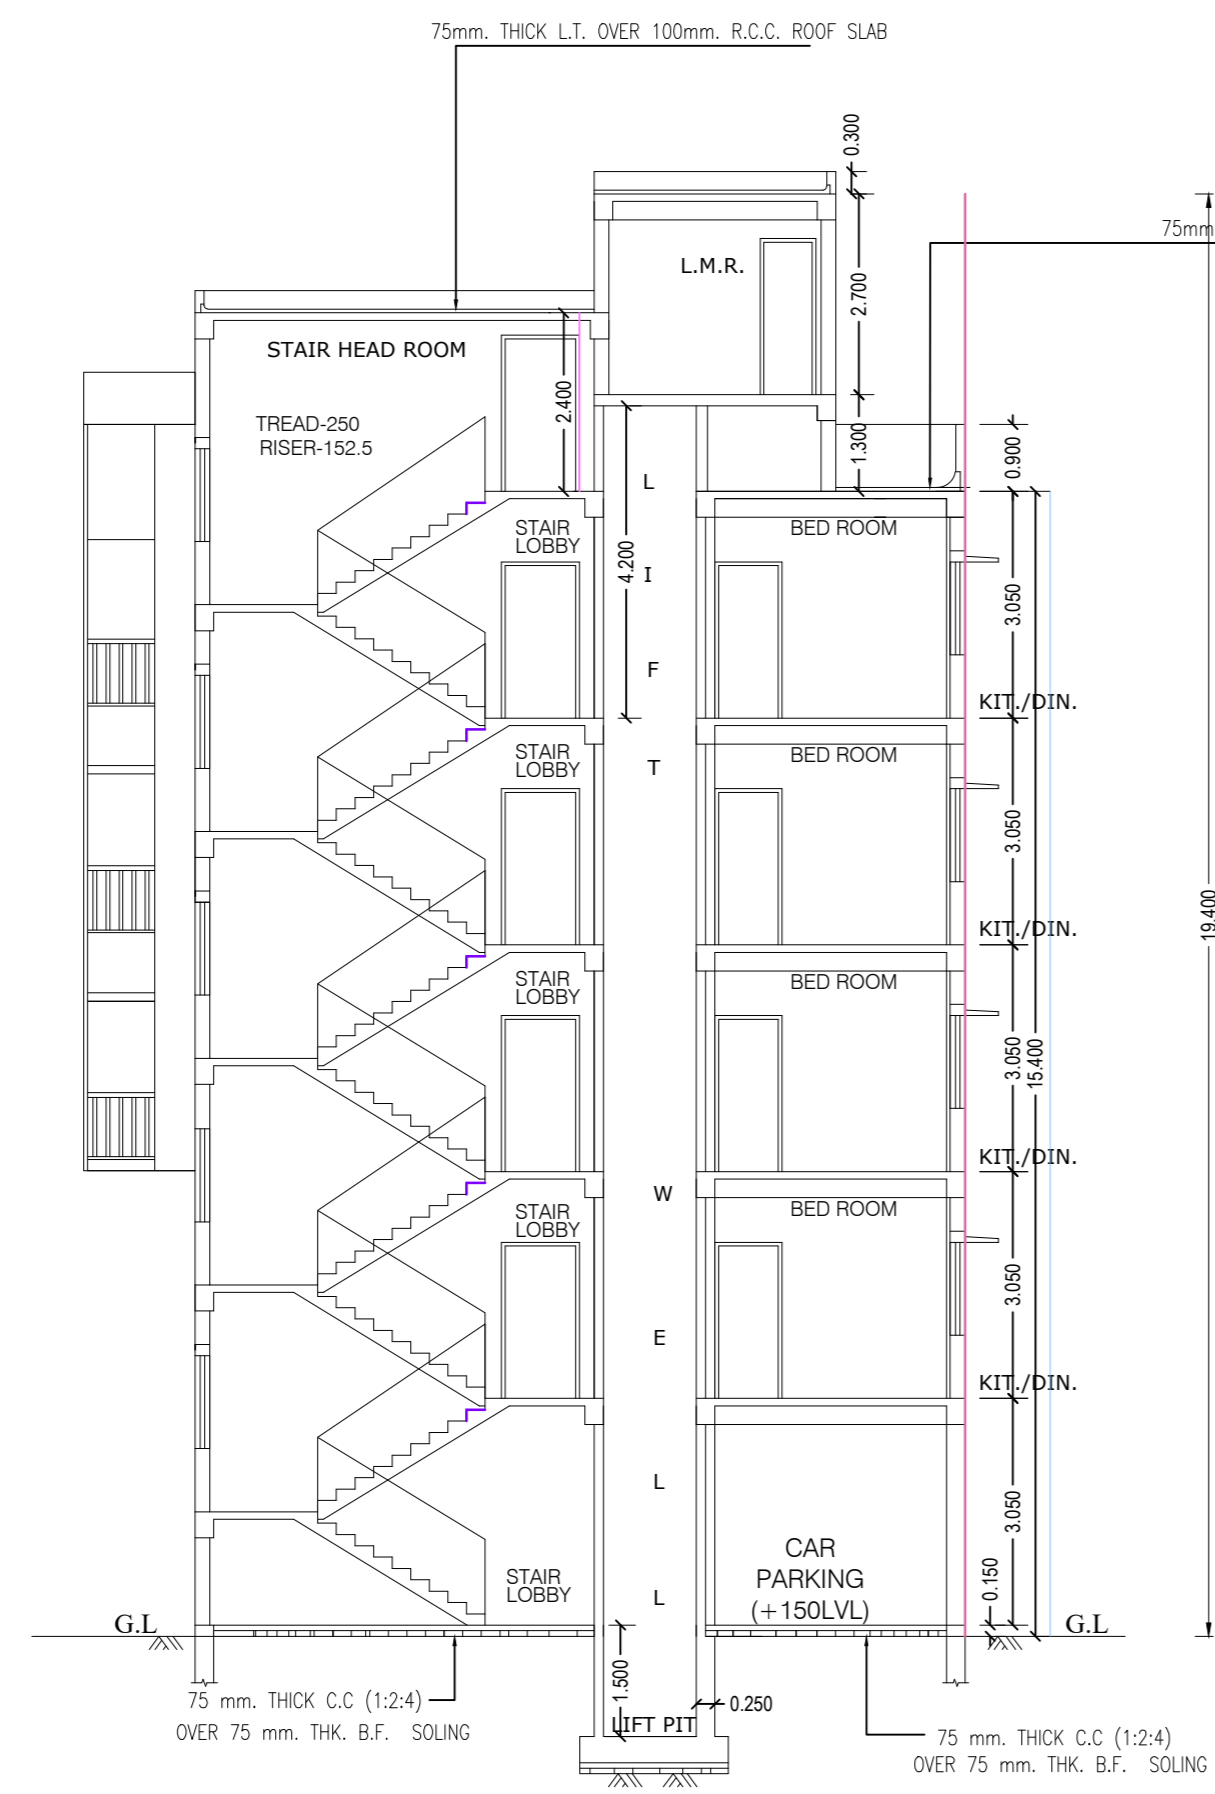 75mm. THICK L.T. OVER 100mm. R.C.C. ROOF SLAB
0.300
75mm
L.M.R.
2.700
STAIR HEAD ROOM
2.400
TREAD-250
RISER-152.5
1.300
0.900
L
STAIR
LOBBY
BED ROOM
4.200
I
3.050
F
KIT./DIN.
STAIR
LOBBY
BED ROOM
T
3.050
19.400
KIT./DIN.
STAIR
LOBBY
BED ROOM
3.050
15.400
KIT./DIN.
W
STAIR
LOBBY
BED ROOM
3.050
E
KIT./DIN.
L
3.050
CAR
PARKING
(+150LVL)
STAIR
LOBBY
L
0.150
G.L
G.L
1.500
75 mm. THICK C.C (1:2:4)
OVER 75 mm. THK. B.F. SOLING
0.250
LIFT PIT
75 mm. THICK C.C (1:2:4)
OVER 75 mm. THK. B.F. SOLING